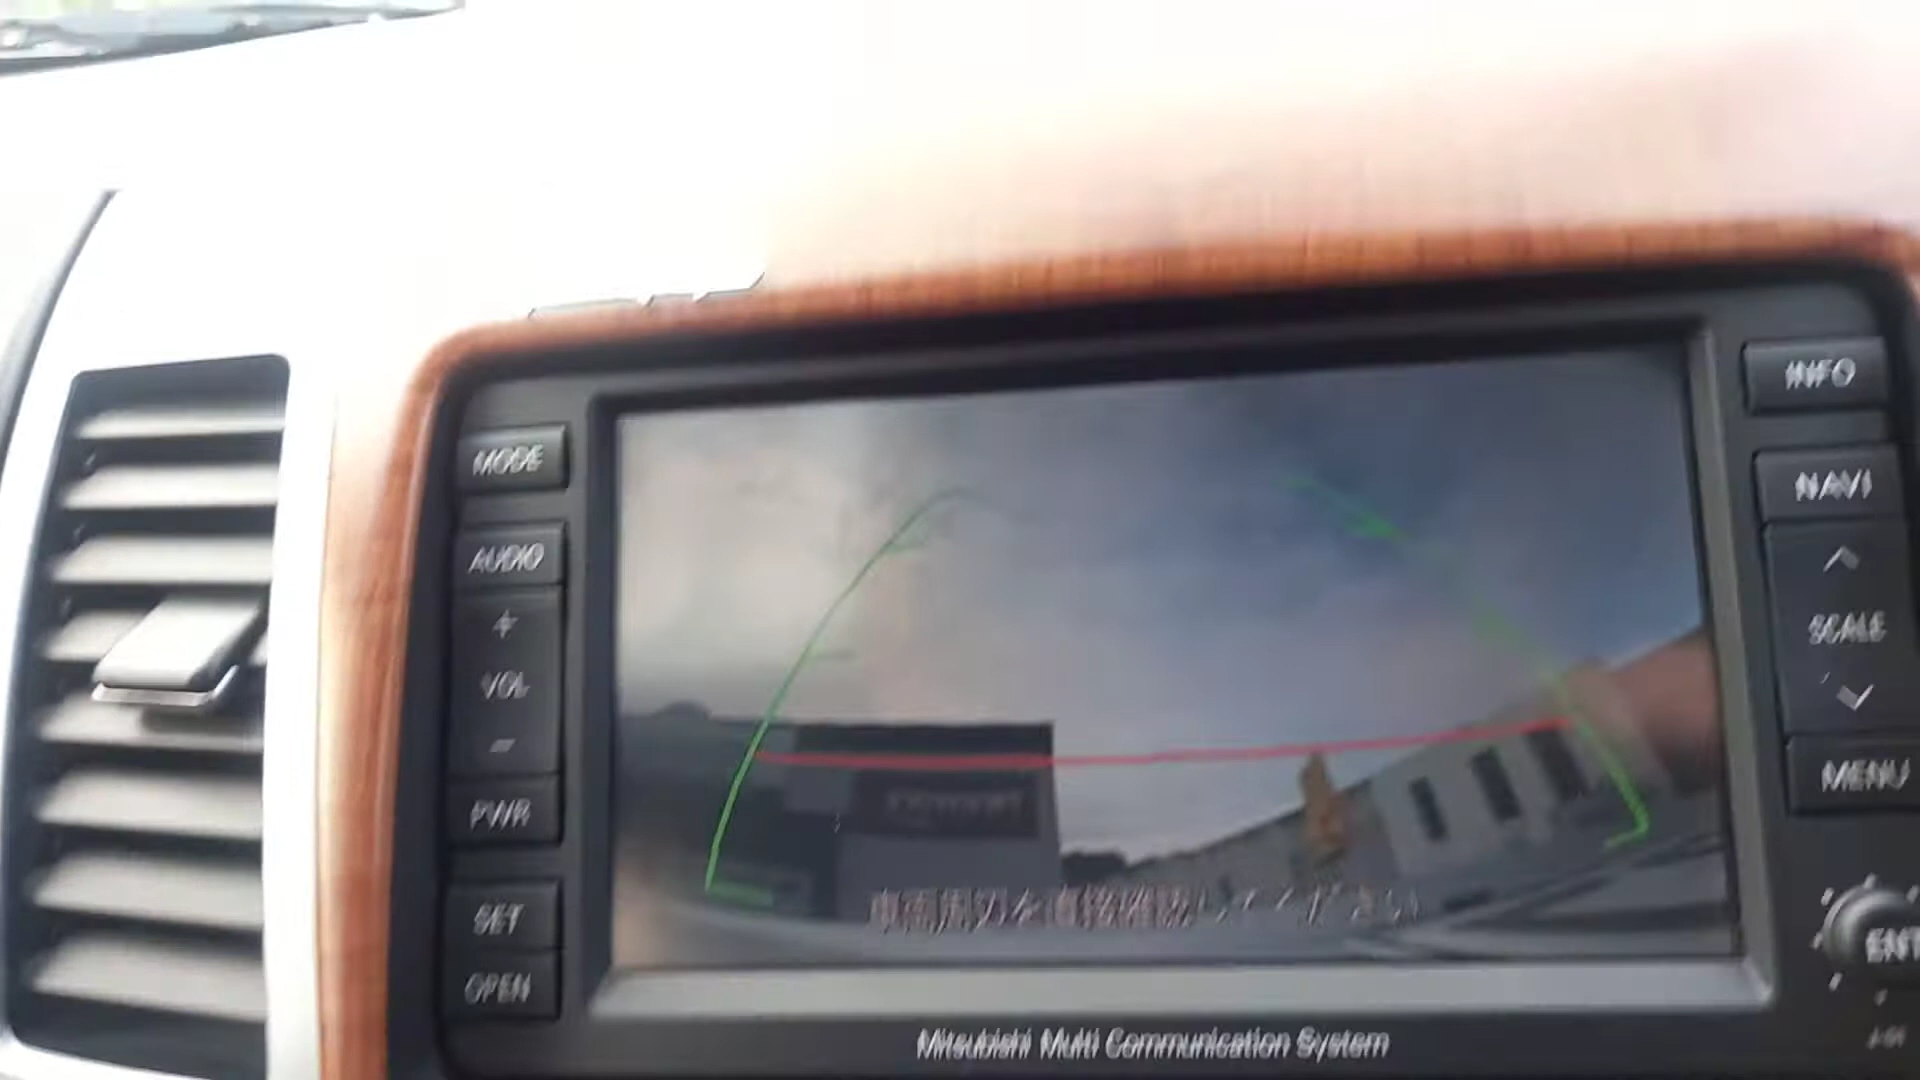 MODE
AUDIO
+
VOL
-
PWR
SET
OPEN
車両周辺を直接確認してください
INFO
NAVI
SCALE
MENU
ENT
Mitsubishi Multi Communication System